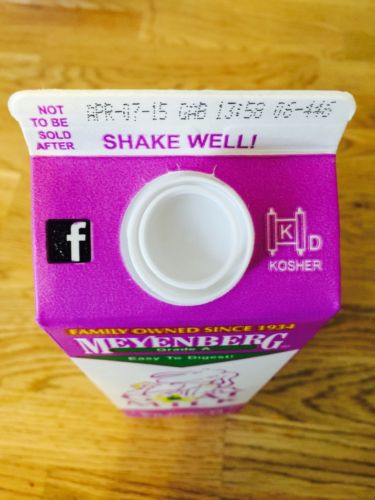 NOT
TO BE
SOLD
AFTER
APR-07-15 GAB 13:58 06-446
SHAKE WELL!
f
K D
KOSHER
FAMILY OWNED SINCE 1934
MEYENBERG
Grade A
Easy To Digest!